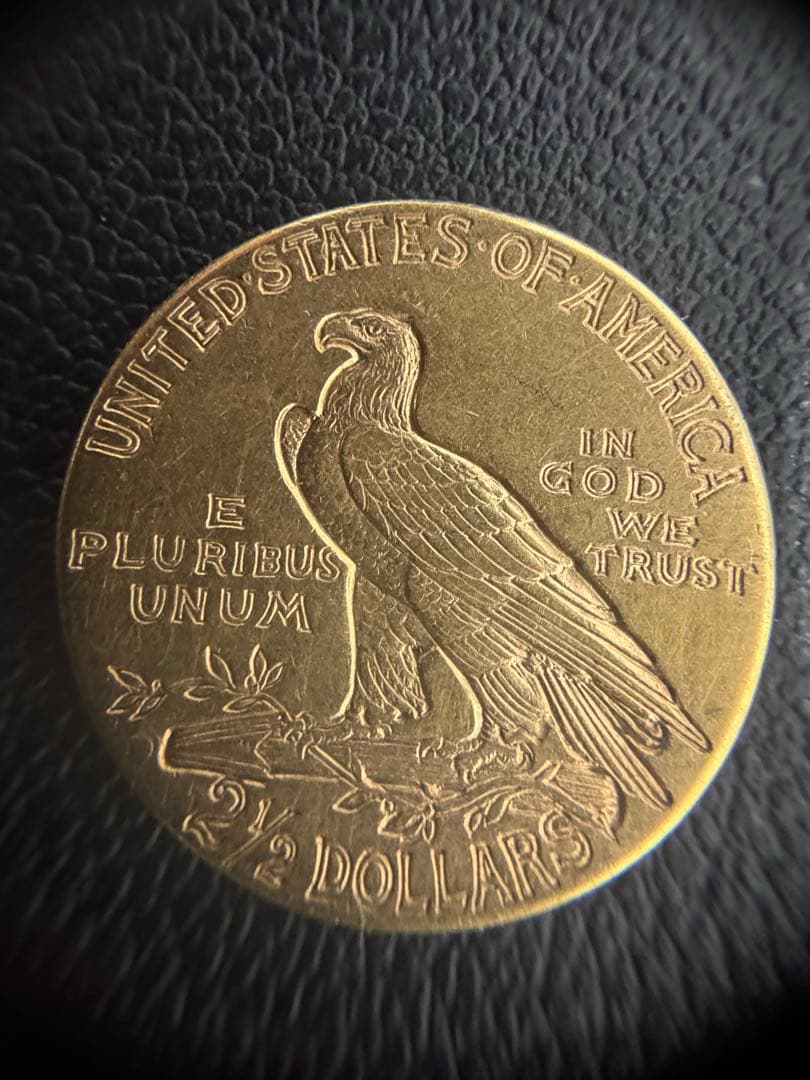 UNITED·STATES·OF·AMERICA
E
PLURIBUS
UNUM
IN
GOD
WE
TRUST
2½ DOLLARS